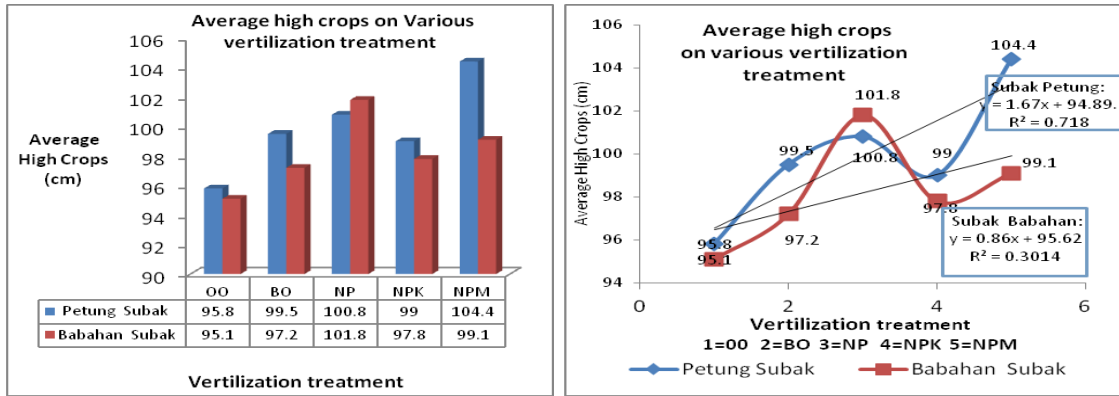 Average high crops on Various
vertilization treatment
106
104
102
100
98
96
94
92
90
Average
High Crops
(cm)
OO BO NP NPK NPM
Petung Subak 95.8 99.5 100.8 99 104.4
Babahan Subak 95.1 97.2 101.8 97.8 99.1
Vertilization treatment
Average high crops
on various vertilization
treatment
106
104
102
100
98
96
94
Average High Crops (cm)
104.4
101.8
99.5
100.8
99
99.1
97.8
97.2
95.8
95.1
Subak Petung:
y = 1.67x + 94.89.
R² = 0.718
Subak Babahan:
y = 0.86x + 95.62
R² = 0.3014
0 2 4 6
Vertilization treatment
1=00 2=BO 3=NP 4=NPK 5=NPM
Petung Subak Babahan Subak